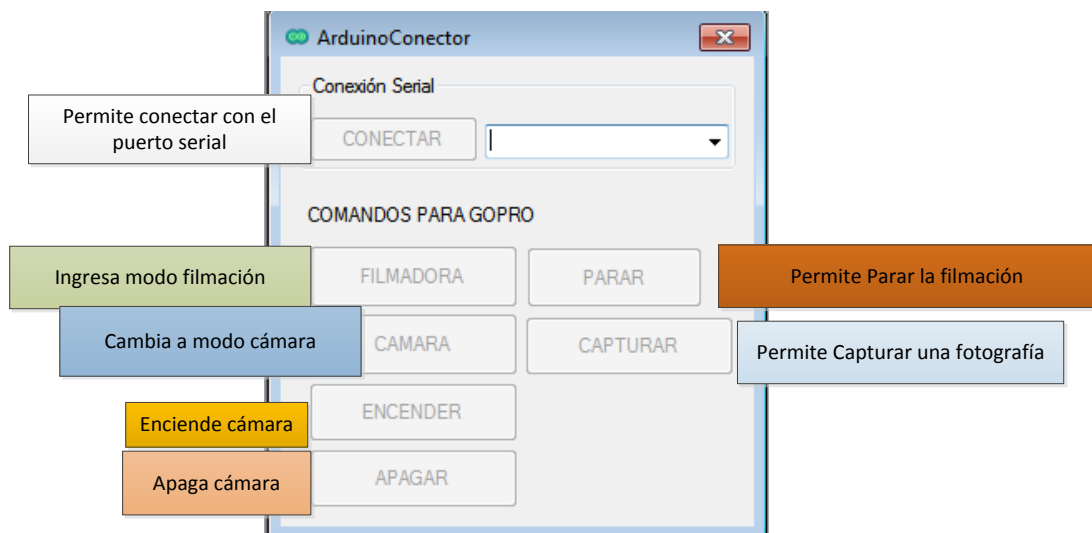 ArduinoConector
Conexión Serial
Permite conectar con el
puerto serial
CONECTAR
COMANDOS PARA GOPRO
Ingresa modo filmación
FILMADORA
PARAR
Permite Parar la filmación
Cambia a modo cámara
CAMARA
CAPTURAR
Permite Capturar una fotografía
Enciende cámara
ENCENDER
Apaga cámara
APAGAR